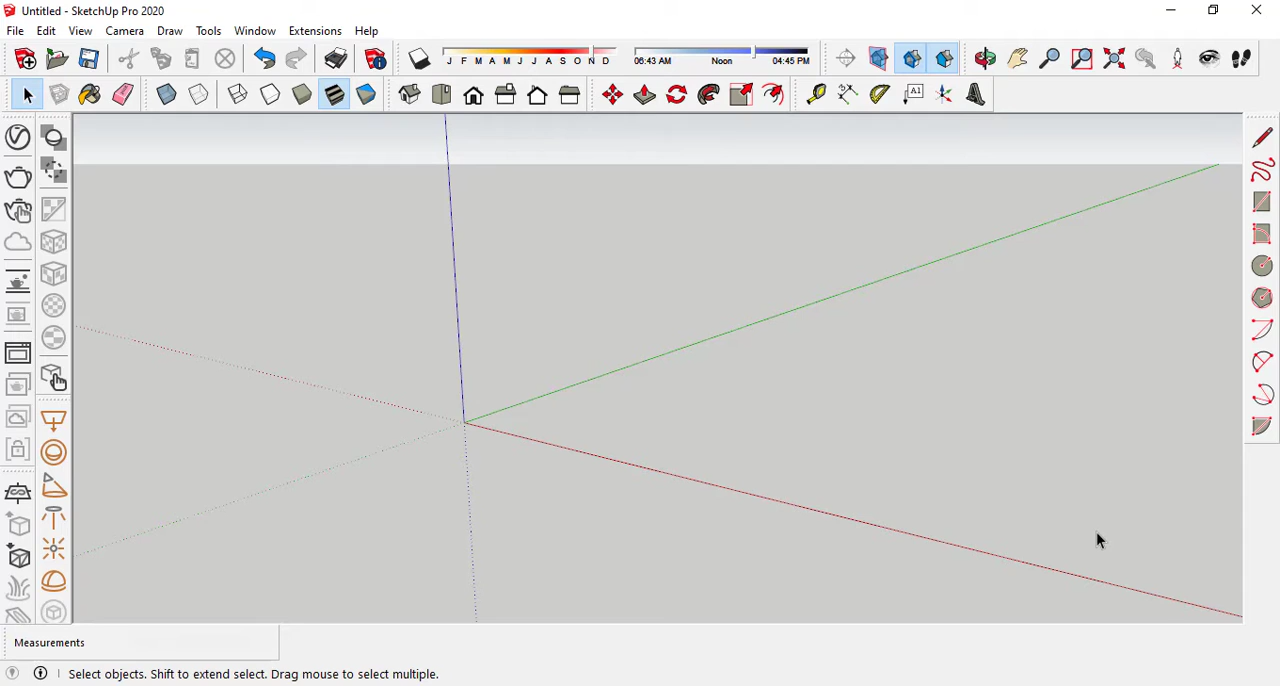 Untitled - SketchUp Pro 2020
File Edit View Camera Draw Tools Window Extensions Help
J F M A M J J A S O N D 06:43 AM Noon 04:45 PM
A1
Measurements
Select objects. Shift to extend select. Drag mouse to select multiple.